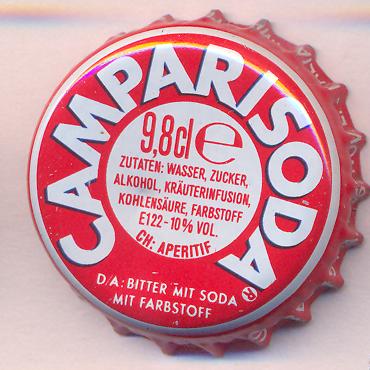 CAMPARISODA
9,8cl e
ZUTATEN: WASSER, ZUCKER,
ALKOHOL, KRÄUTERINFUSION,
KOHLENSÄURE, FARBSTOFF
E122-10% VOL.
CH: APERITIF
D/A: BITTER MIT SODA ®
MIT FARBSTOFF